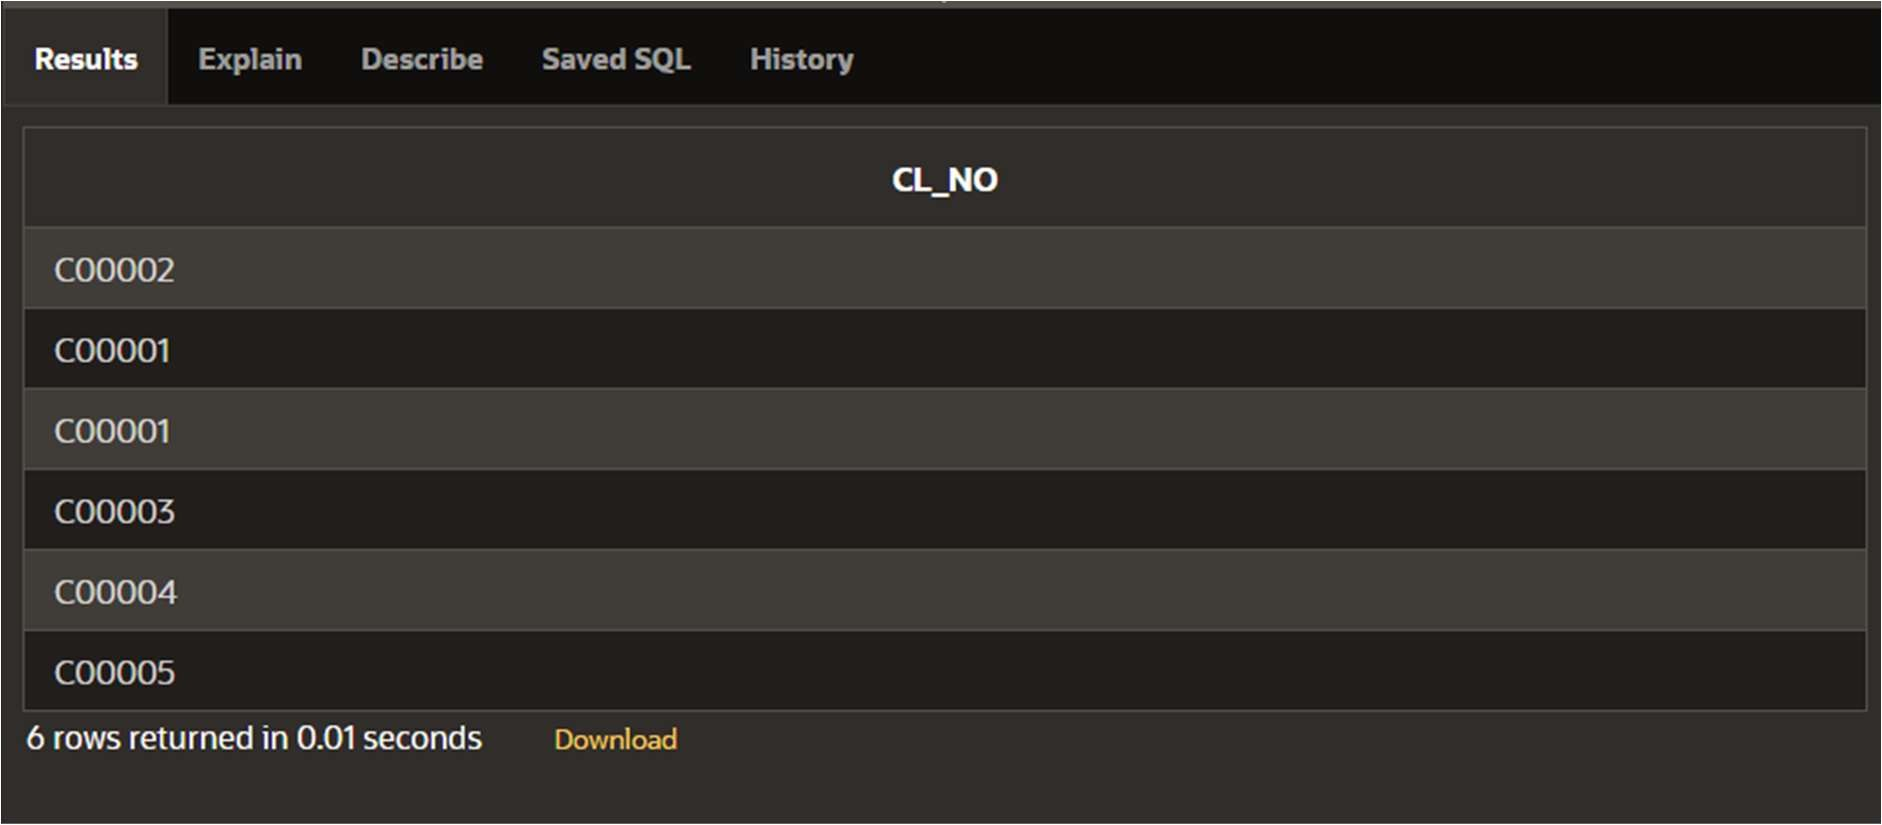 Results Explain Describe Saved SQL History
CL_NO
C00002
C00001
C00001
C00003
C00004
C00005
6 rows returned in 0.01 seconds Download